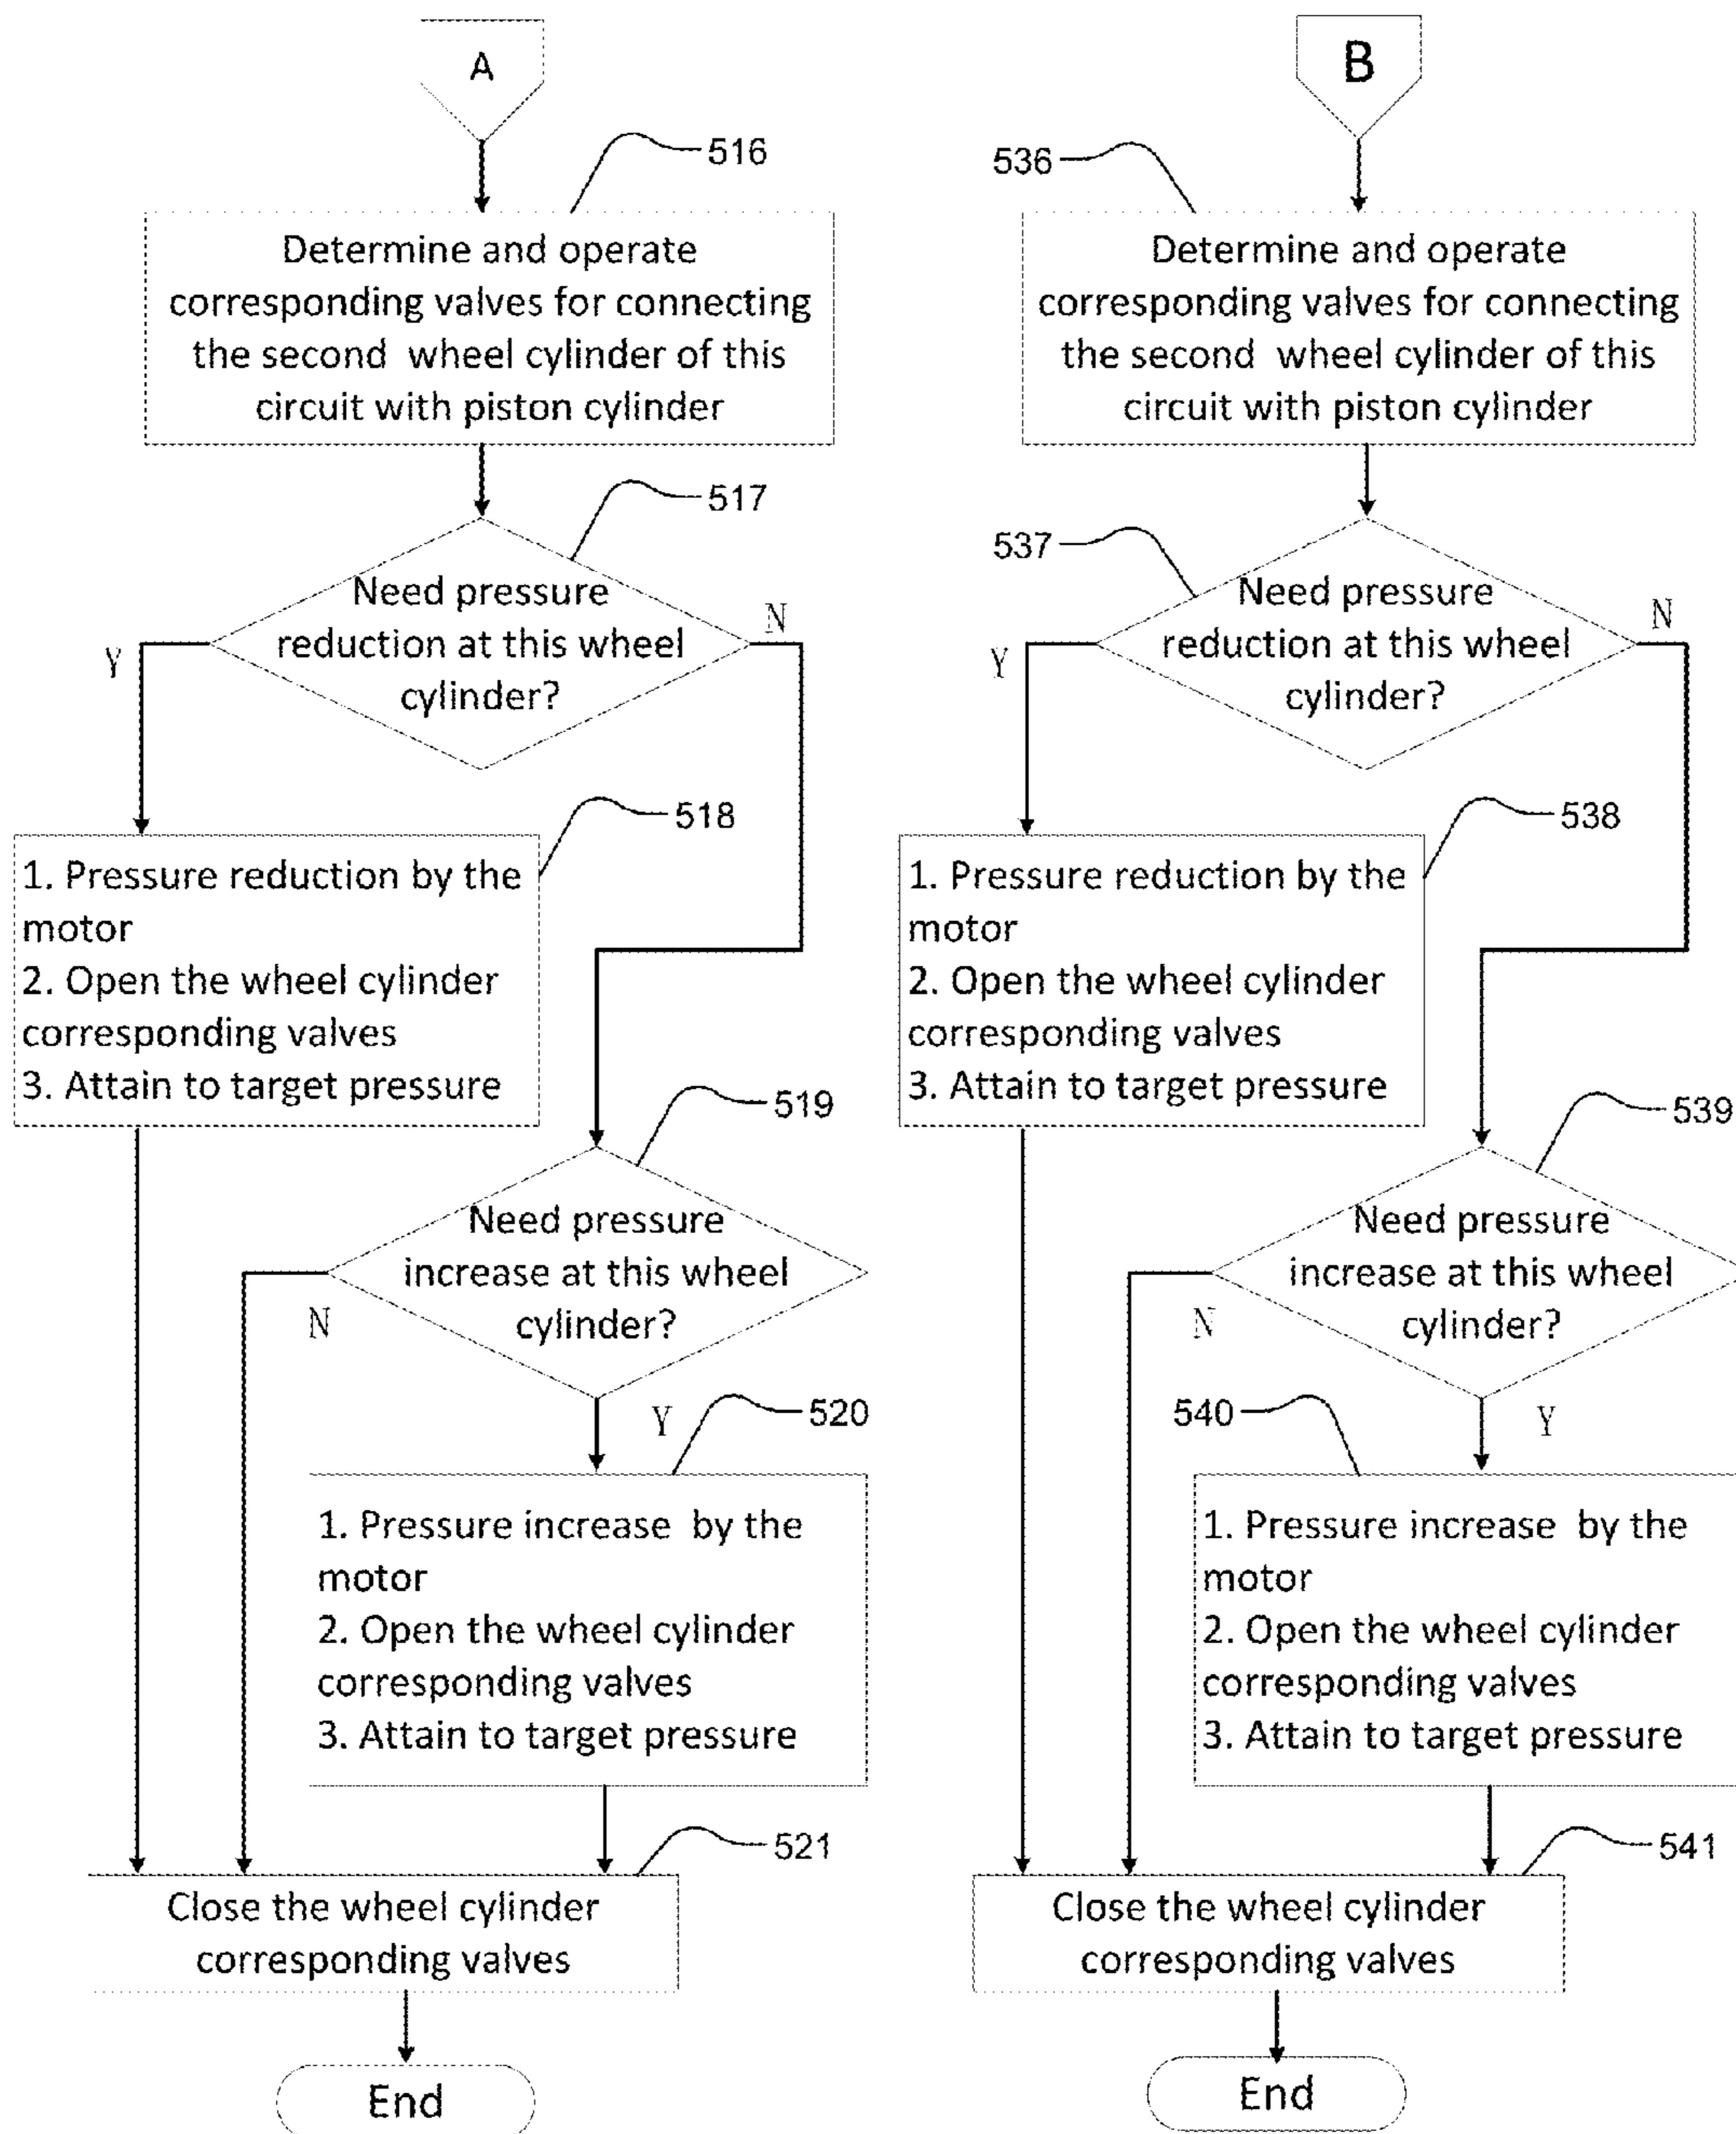 A
516
Determine and operate
corresponding valves for connecting
the second wheel cylinder of this
circuit with piston cylinder
517
Need pressure
reduction at this wheel
cylinder?
Y
N
518
1. Pressure reduction by the
motor
2. Open the wheel cylinder
corresponding valves
3. Attain to target pressure
519
Need pressure
increase at this wheel
cylinder?
N
Y
520
1. Pressure increase by the
motor
2. Open the wheel cylinder
corresponding valves
3. Attain to target pressure
521
Close the wheel cylinder
corresponding valves
End
B
536
Determine and operate
corresponding valves for connecting
the second wheel cylinder of this
circuit with piston cylinder
537
Need pressure
reduction at this wheel
cylinder?
Y
N
538
1. Pressure reduction by the
motor
2. Open the wheel cylinder
corresponding valves
3. Attain to target pressure
539
Need pressure
increase at this wheel
cylinder?
N
Y
540
1. Pressure increase by the
motor
2. Open the wheel cylinder
corresponding valves
3. Attain to target pressure
541
Close the wheel cylinder
corresponding valves
End